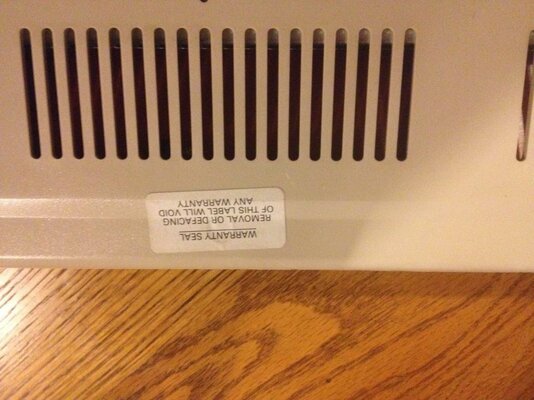 WARRANTY SEAL
REMOVAL OR DEFACING
OF THIS LABEL WILL VOID
ANY WARRANTY